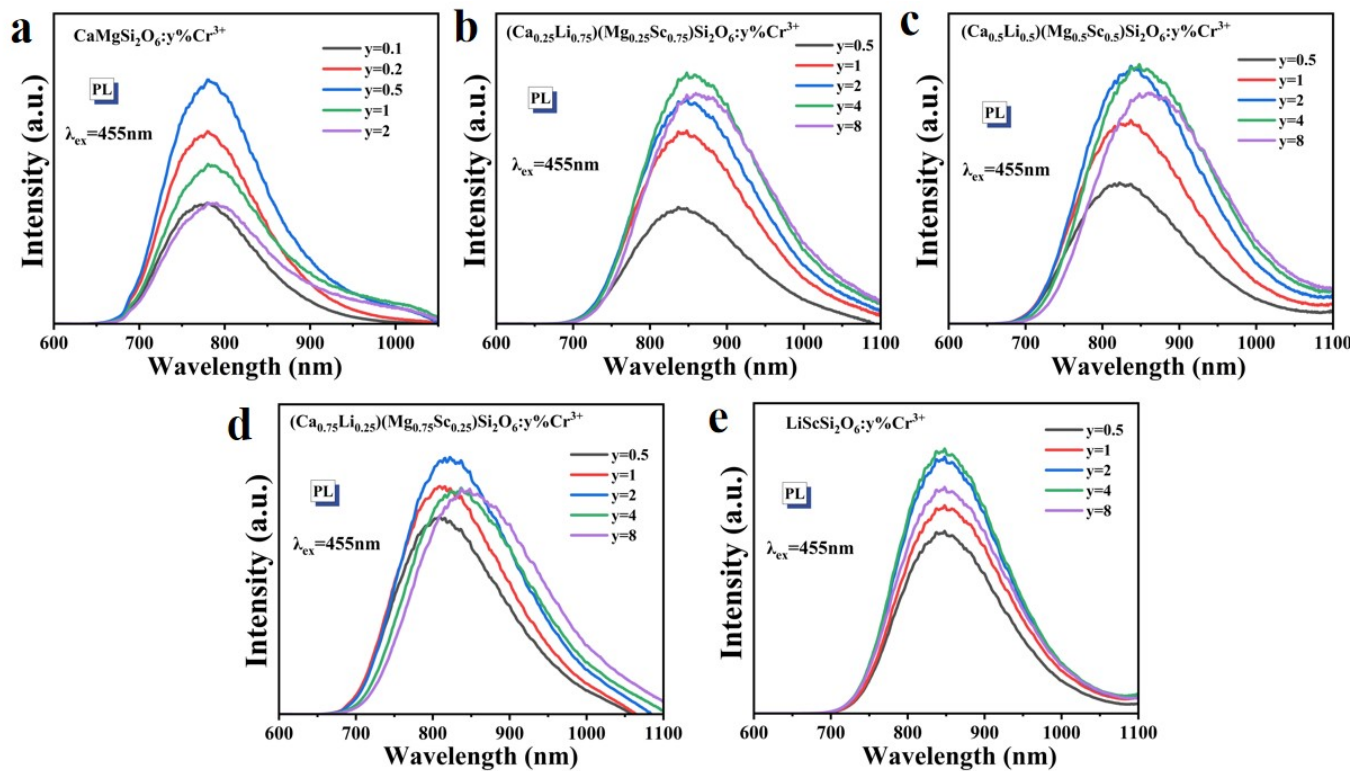 a
CaMgSi₂O₆:y%Cr³⁺
PL
λex=455nm
y=0.1
y=0.2
y=0.5
y=1
y=2
Intensity (a.u.)
600 700 800 900 1000
Wavelength (nm)
b
(Ca₀.₂₅Li₀.₇₅)(Mg₀.₂₅Sc₀.₇₅)Si₂O₆:y%Cr³⁺
PL
λex=455nm
y=0.5
y=1
y=2
y=4
y=8
Intensity (a.u.)
600 700 800 900 1000 1100
Wavelength (nm)
c
(Ca₀.₅Li₀.₅)(Mg₀.₅Sc₀.₅)Si₂O₆:y%Cr³⁺
PL
λex=455nm
y=0.5
y=1
y=2
y=4
y=8
Intensity (a.u.)
600 700 800 900 1000 1100
Wavelength (nm)
d
(Ca₀.₇₅Li₀.₂₅)(Mg₀.₇₅Sc₀.₂₅)Si₂O₆:y%Cr³⁺
PL
λex=455nm
y=0.5
y=1
y=2
y=4
y=8
Intensity (a.u.)
600 700 800 900 1000 1100
Wavelength (nm)
e
LiScSi₂O₆:y%Cr³⁺
PL
λex=455nm
y=0.5
y=1
y=2
y=4
y=8
Intensity (a.u.)
600 700 800 900 1000 1100
Wavelength (nm)